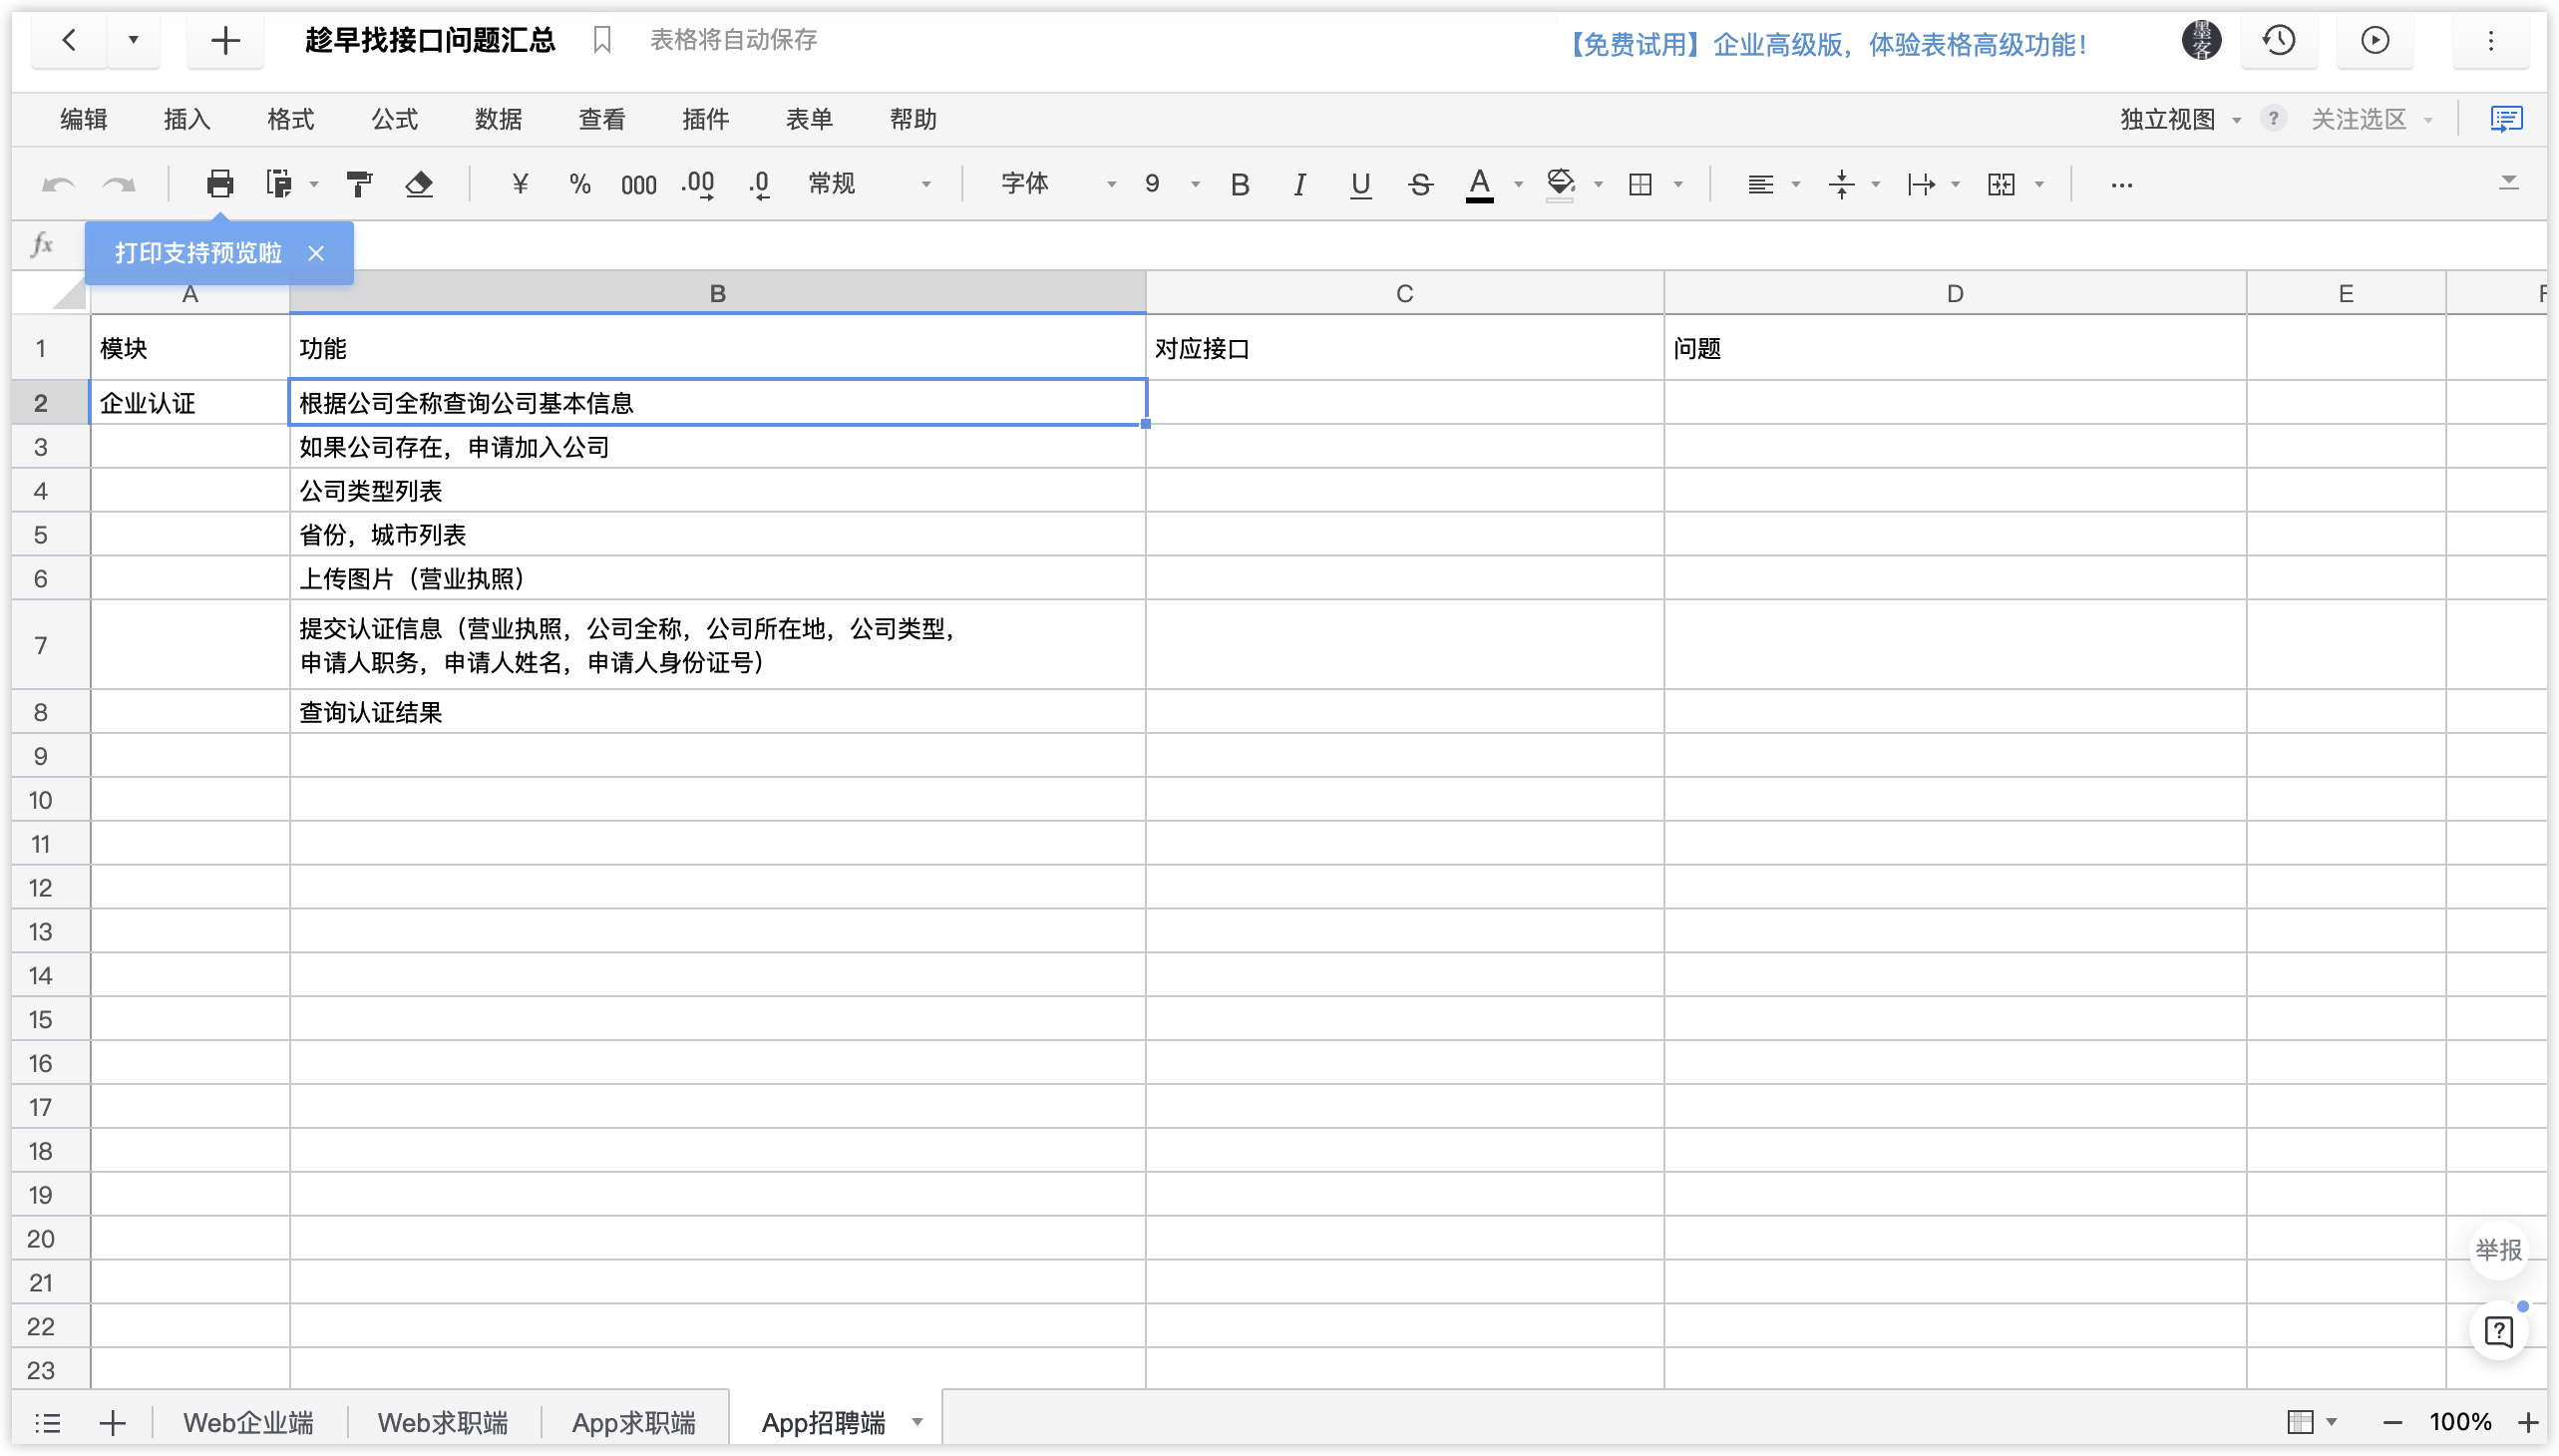 趁早找接口问题汇总 表格将自动保存 【免费试用】企业高级版，体验表格高级功能！ 墨客
编辑 插入 格式 公式 数据 查看 插件 表单 帮助 独立视图 ? 关注选区
¥ % 000 .00 .0 常规 字体 9 B I U S A ...
fx 打印支持预览啦
A B C D E F
1 模块 功能 对应接口 问题
2 企业认证 根据公司全称查询公司基本信息
3 如果公司存在，申请加入公司
4 公司类型列表
5 省份，城市列表
6 上传图片（营业执照）
7 提交认证信息（营业执照，公司全称，公司所在地，公司类型，
申请人职务，申请人姓名，申请人身份证号）
8 查询认证结果
9
10
11
12
13
14
15
16
17
18
19
20
举报
21
22
23
Web企业端 Web求职端 App求职端 App招聘端 100%